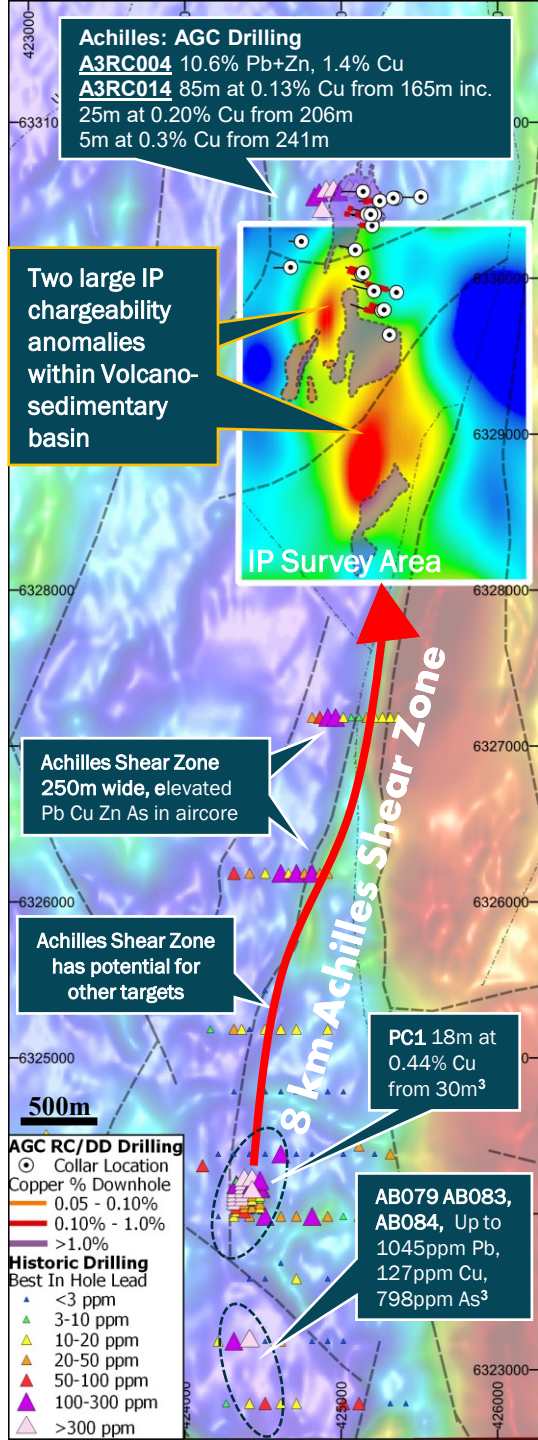 423000
Achilles: AGC Drilling
A3RC004 10.6% Pb+Zn, 1.4% Cu
A3RC014 85m at 0.13% Cu from 165m inc.
25m at 0.20% Cu from 206m
5m at 0.3% Cu from 241m
63310
Two large IP
chargeability
anomalies
within Volcano-
sedimentary
basin
6330000
6329000
IP Survey Area
6328000
6328000
6327000
Achilles Shear Zone
250m wide, elevated
Pb Cu Zn As in aircore
8 km Achilles Shear Zone
6326000
6326000
Achilles Shear Zone
has potential for
other targets
6325000
PC1 18m at
0.44% Cu
from 30m³
500m
AGC RC/DD Drilling
Collar Location
Copper % Downhole
0.05 - 0.10%
0.10% - 1.0%
>1.0%
Historic Drilling
Best In Hole Lead
<3 ppm
3-10 ppm
10-20 ppm
20-50 ppm
50-100 ppm
100-300 ppm
>300 ppm
AB079 AB083,
AB084, Up to
1045ppm Pb,
127ppm Cu,
798ppm As³
6323000
424000
425000
426000